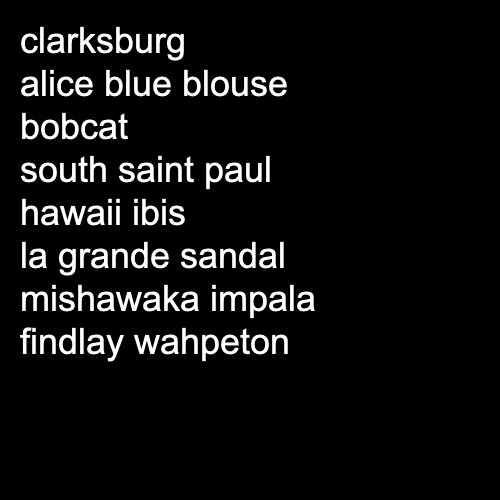 clarksburg
alice blue blouse
bobcat
south saint paul
hawaii ibis
la grande sandal
mishawaka impala
findlay wahpeton